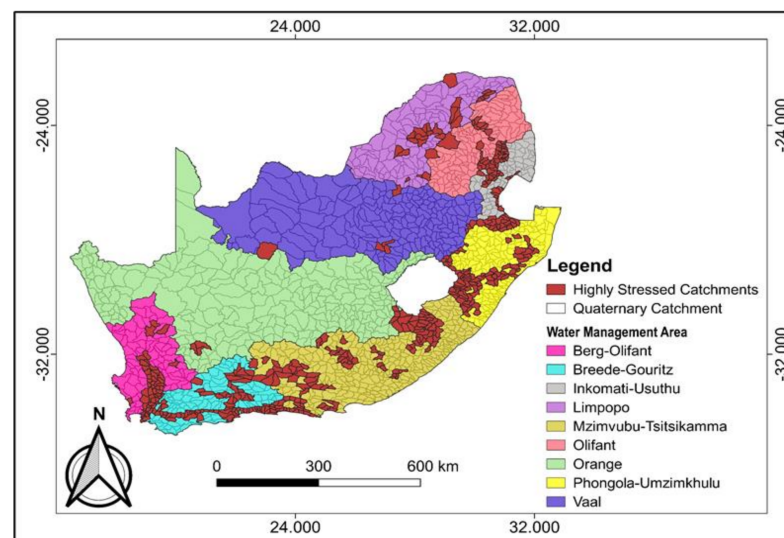 24.000 32.000
-24.000 -24.000
Legend
Highly Stressed Catchments
Quaternary Catchment
Water Management Area
Berg-Olifant
Breede-Gouritz
Inkomati-Usuthu
Limpopo
Mzimvubu-Tsitsikamma
Olifant
Orange
Phongola-Umzimkhulu
Vaal
-32.000 -32.000
N
0 300 600 km
24.000 32.000